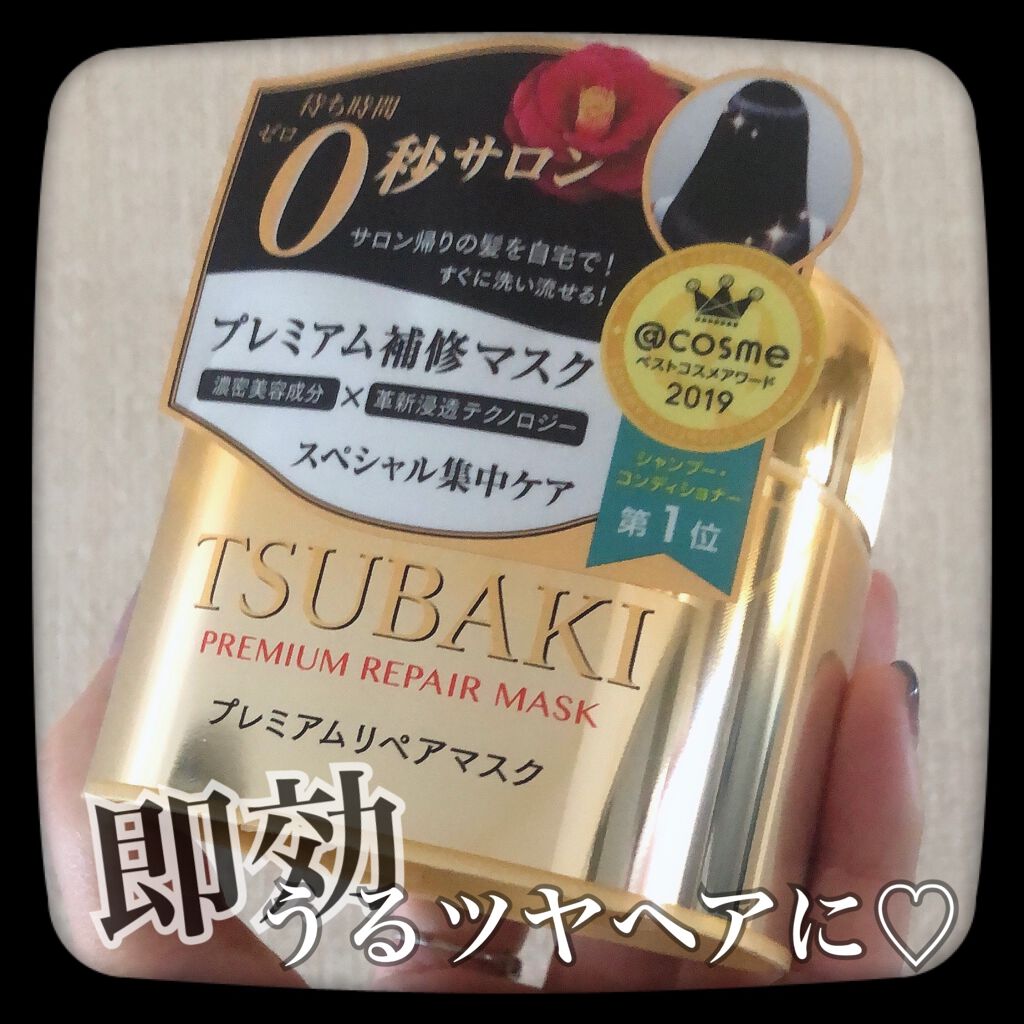 待ち時間
ゼロ
0秒サロン
サロン帰りの髪を自宅で!
すぐに洗い流せる!
プレミアム補修マスク
濃密美容成分×革新浸透テクノロジー
スペシャル集中ケア
@cosme
ベストコスメアワード
2019
シャンプー・
コンディショナー
第1位
TSUBAKI
PREMIUM REPAIR MASK
プレミアムリペアマスク
即効
うるツヤヘアに♡